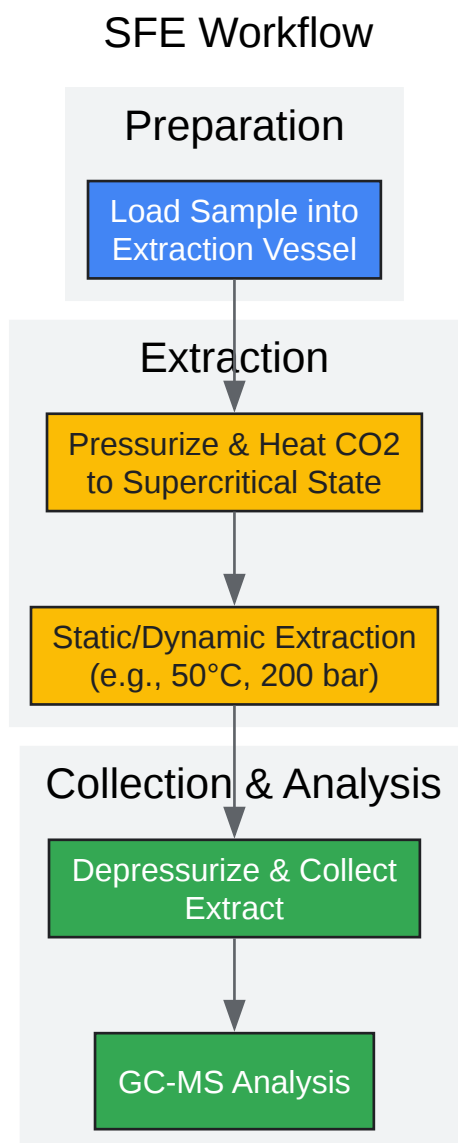 SFE Workflow
Preparation
Load Sample into
Extraction Vessel
Extraction
Pressurize & Heat CO2
to Supercritical State
Static/Dynamic Extraction
(e.g., 50°C, 200 bar)
Collection & Analysis
Depressurize & Collect
Extract
GC-MS Analysis